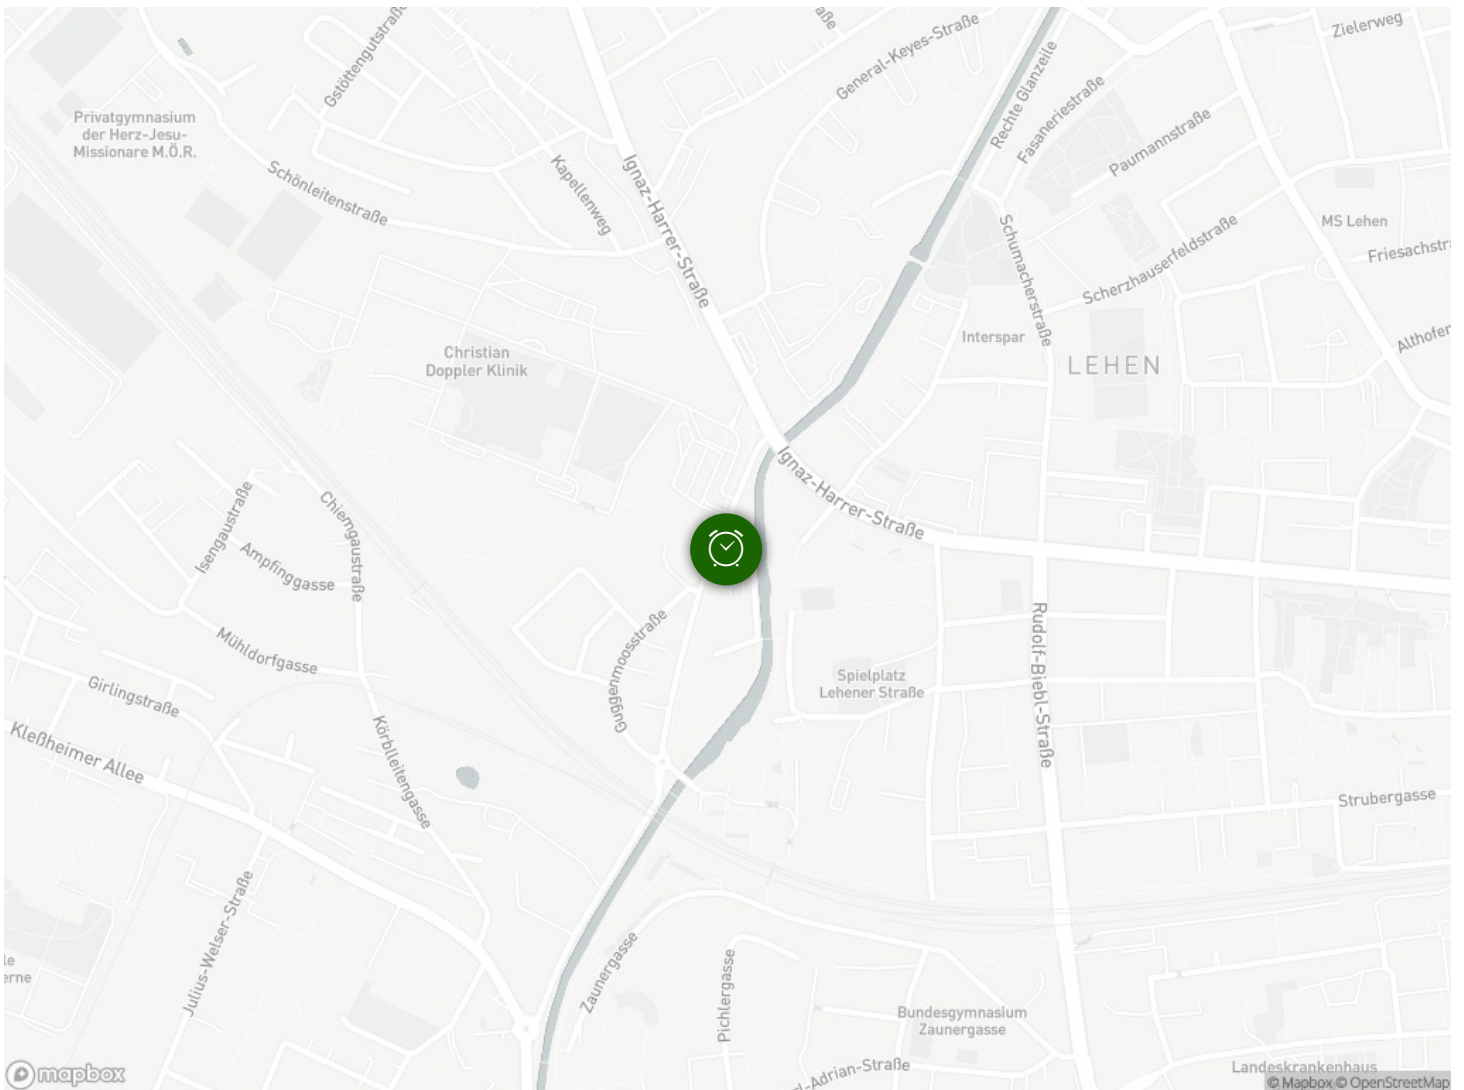 Gstöttengutstraße
General-Keyes-Straße
Zielerweg
Rechte Glanzeile
Fasaneriestraße
Paumannstraße
Privatgymnasium
der Herz-Jesu-
Missionare M.Ö.R.
Schönleitenstraße
Kapellenweg
Ignaz-Harrer-Straße
Schumacherstraße
Scherzhauserfeldstraße
MS Lehen
Interspar
LEHEN
Christian
Doppler Klinik
Ignaz-Harrer-Straße
Isengaustraße
Chiemgaustraße
Ampfinggasse
Mühldorfgasse
Girlingstraße
Guggenmoosstraße
Rudolf-Biebl-Straße
Spielplatz
Lehener Straße
Kleßheimer Allee
Körblleitengasse
Strubergasse
Julius-Welser-Straße
Zaunergasse
Pichlergasse
Bundesgymnasium
Zaunergasse
l-Adrian-Straße
Landeskrankenhaus
mapbox
© Mapbox © OpenStreetMap